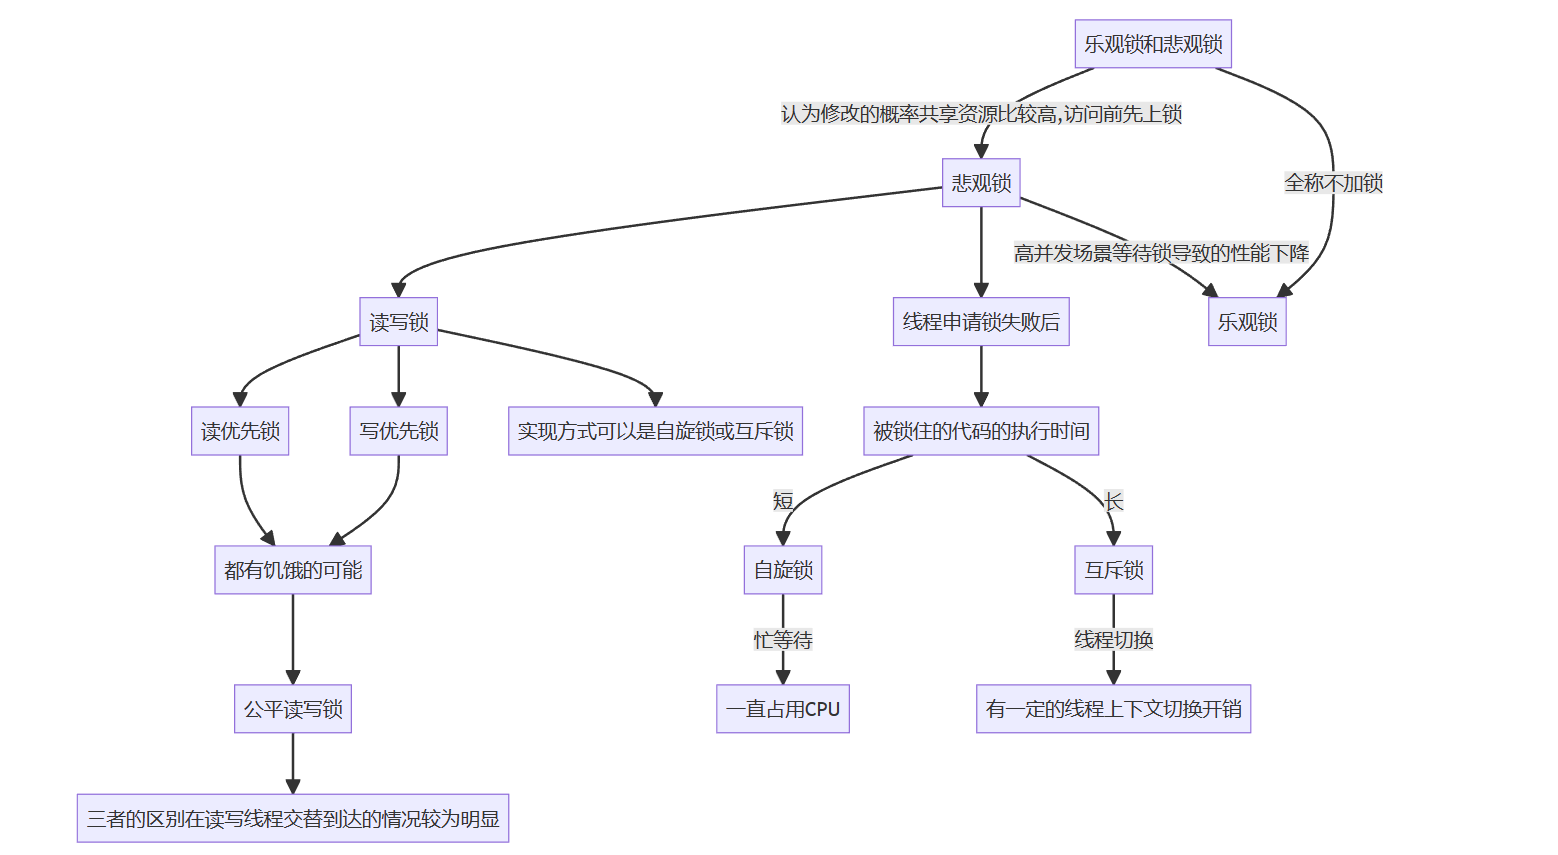 乐观锁和悲观锁
认为修改的概率共享资源比较高,访问前先上锁
悲观锁
全称不加锁
高并发场景等待锁导致的性能下降
读写锁
线程申请锁失败后
乐观锁
读优先锁
写优先锁
实现方式可以是自旋锁或互斥锁
被锁住的代码的执行时间
短
长
都有饥饿的可能
自旋锁
互斥锁
忙等待
线程切换
公平读写锁
一直占用CPU
有一定的线程上下文切换开销
三者的区别在读写线程交替到达的情况较为明显